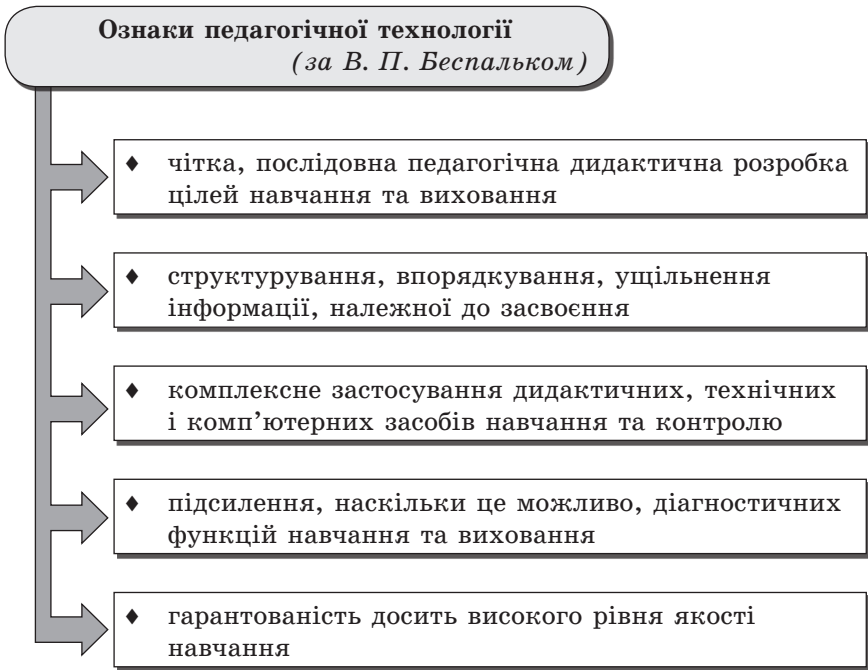 Ознаки педагогічної технології
(за В. П. Беспальком)
♦ чітка, послідовна педагогічна дидактична розробка
цілей навчання та виховання
♦ структурування, впорядкування, ущільнення
інформації, належної до засвоєння
♦ комплексне застосування дидактичних, технічних
і комп’ютерних засобів навчання та контролю
♦ підсилення, наскільки це можливо, діагностичних
функцій навчання та виховання
♦ гарантованість досить високого рівня якості
навчання